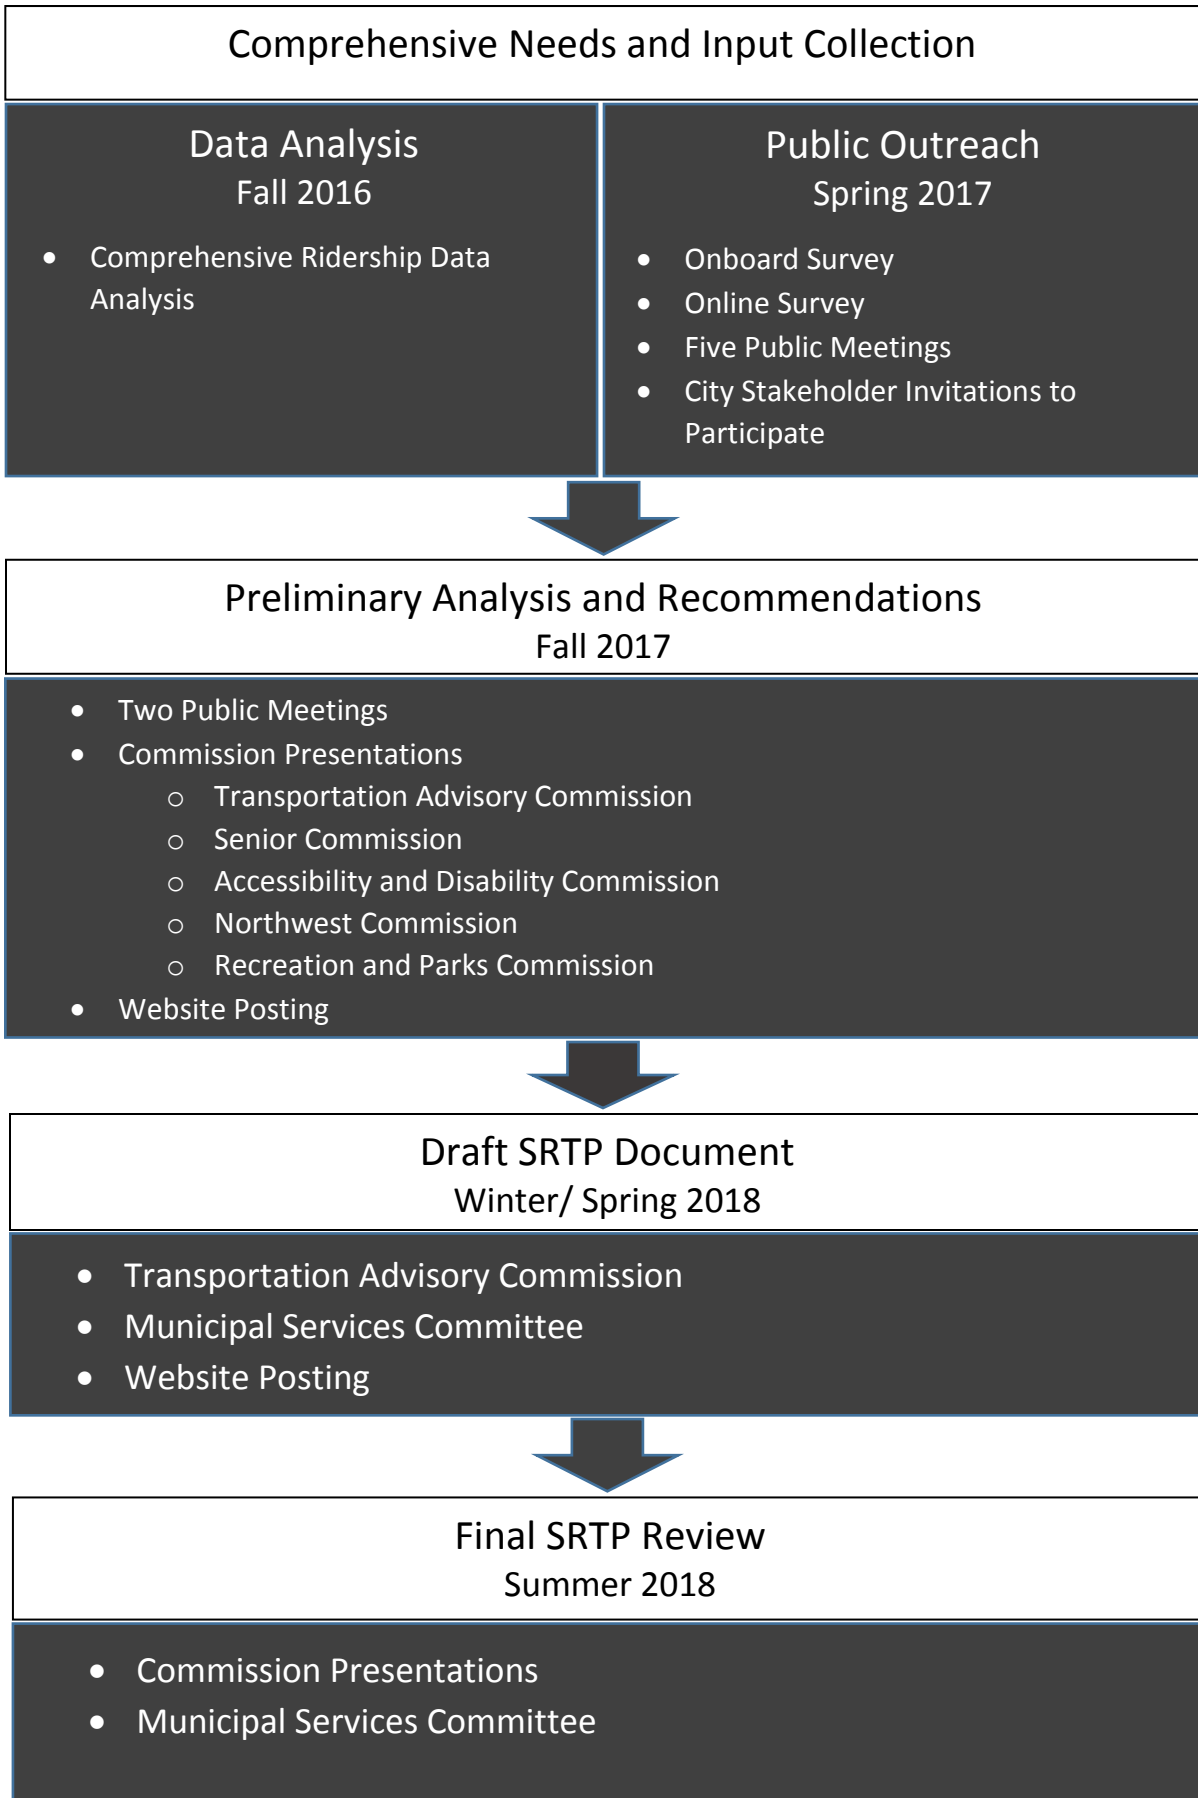 Comprehensive Needs and Input Collection
Data Analysis
Fall 2016
• Comprehensive Ridership Data
Analysis
Public Outreach
Spring 2017
• Onboard Survey
• Online Survey
• Five Public Meetings
• City Stakeholder Invitations to
Participate
Preliminary Analysis and Recommendations
Fall 2017
• Two Public Meetings
• Commission Presentations
o Transportation Advisory Commission
o Senior Commission
o Accessibility and Disability Commission
o Northwest Commission
o Recreation and Parks Commission
• Website Posting
Draft SRTP Document
Winter/ Spring 2018
• Transportation Advisory Commission
• Municipal Services Committee
• Website Posting
Final SRTP Review
Summer 2018
• Commission Presentations
• Municipal Services Committee